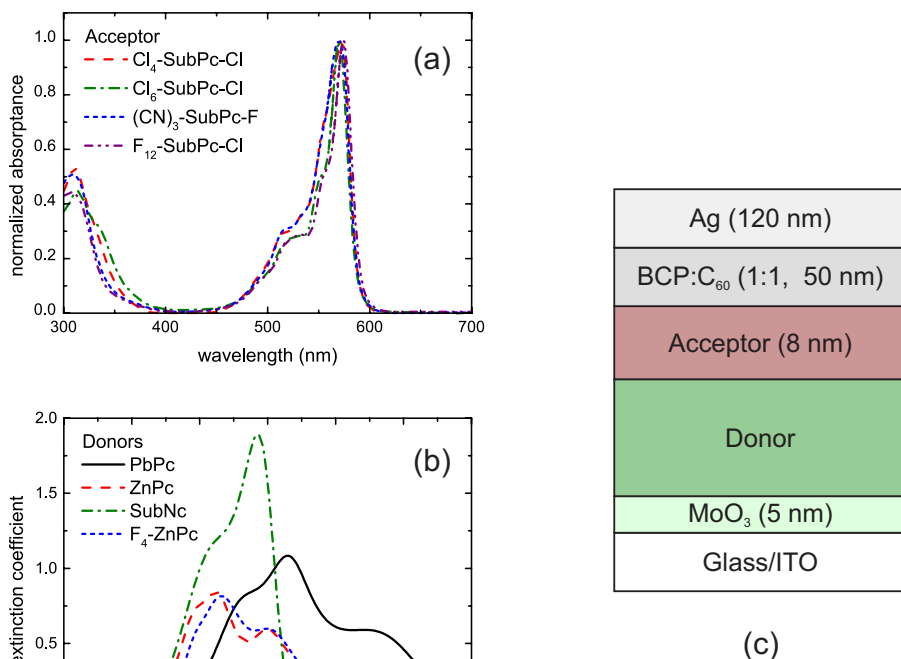 Acceptor
Cl4-SubPc-Cl
Cl6-SubPc-Cl
(CN)3-SubPc-F
F12-SubPc-Cl
(a)
normalized absorptance
1.0
0.8
0.6
0.4
0.2
0.0
300 400 500 600 700
wavelength (nm)
Donors
PbPc
ZnPc
SubNc
F4-ZnPc
(b)
extinction coefficient
2.0
1.5
1.0
0.5
Ag (120 nm)
BCP:C60 (1:1, 50 nm)
Acceptor (8 nm)
Donor
MoO3 (5 nm)
Glass/ITO
(c)